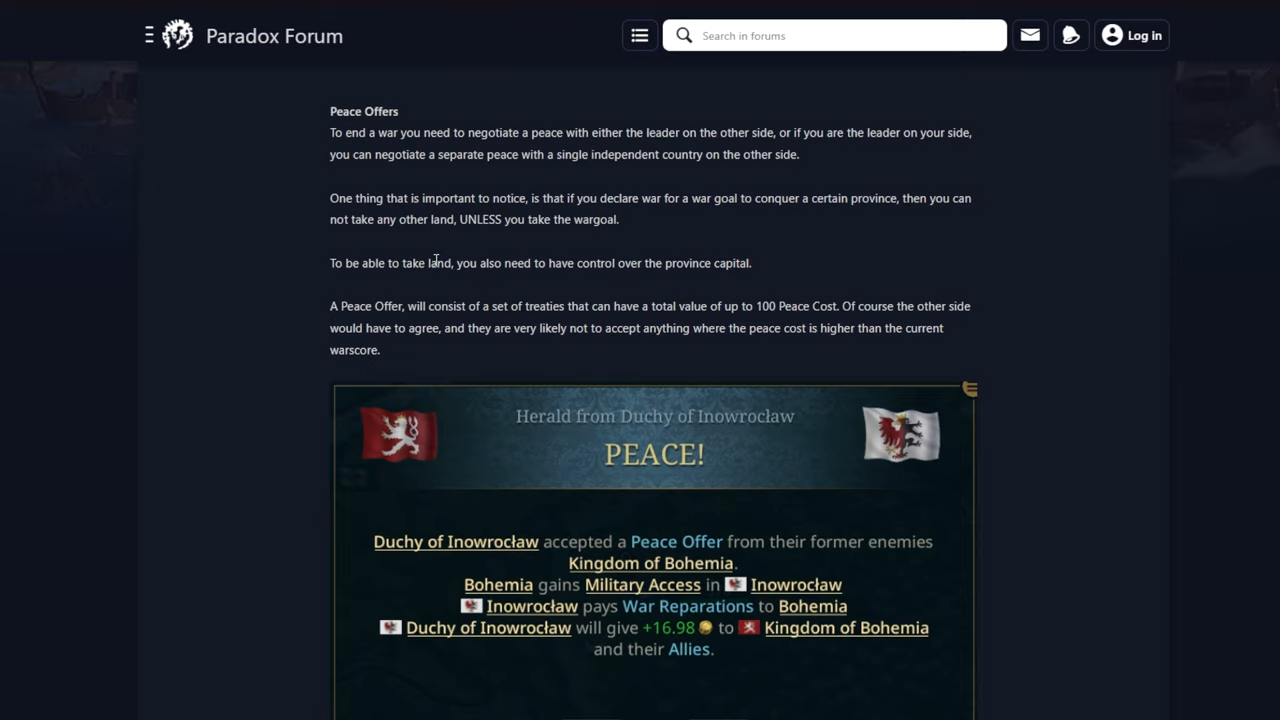 Paradox Forum
Search in forums
Log in
Peace Offers
To end a war you need to negotiate a peace with either the leader on the other side, or if you are the leader on your side,
you can negotiate a separate peace with a single independent country on the other side.
One thing that is important to notice, is that if you declare war for a war goal to conquer a certain province, then you can
not take any other land, UNLESS you take the wargoal.
To be able to take land, you also need to have control over the province capital.
A Peace Offer, will consist of a set of treaties that can have a total value of up to 100 Peace Cost. Of course the other side
would have to agree, and they are very likely not to accept anything where the peace cost is higher than the current
warscore.
Herald from Duchy of Inowrocław
PEACE!
Duchy of Inowrocław accepted a Peace Offer from their former enemies
Kingdom of Bohemia.
Bohemia gains Military Access in Inowrocław
Inowrocław pays War Reparations to Bohemia
Duchy of Inowrocław will give +16.98 to Kingdom of Bohemia
and their Allies.